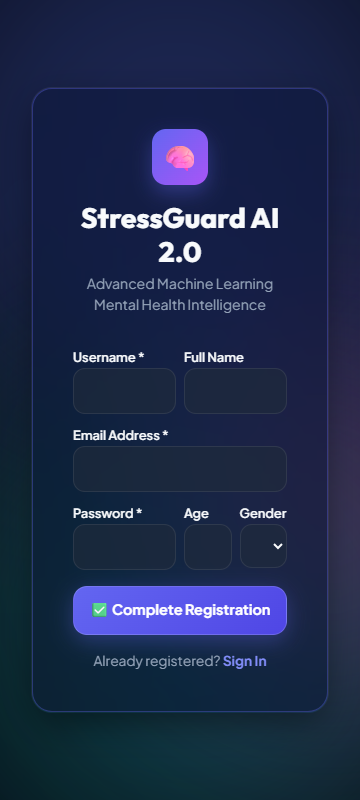 StressGuard AI
2.0
Advanced Machine Learning
Mental Health Intelligence
Username * Full Name
Email Address *
Password * Age Gender
✅ Complete Registration
Already registered? Sign In